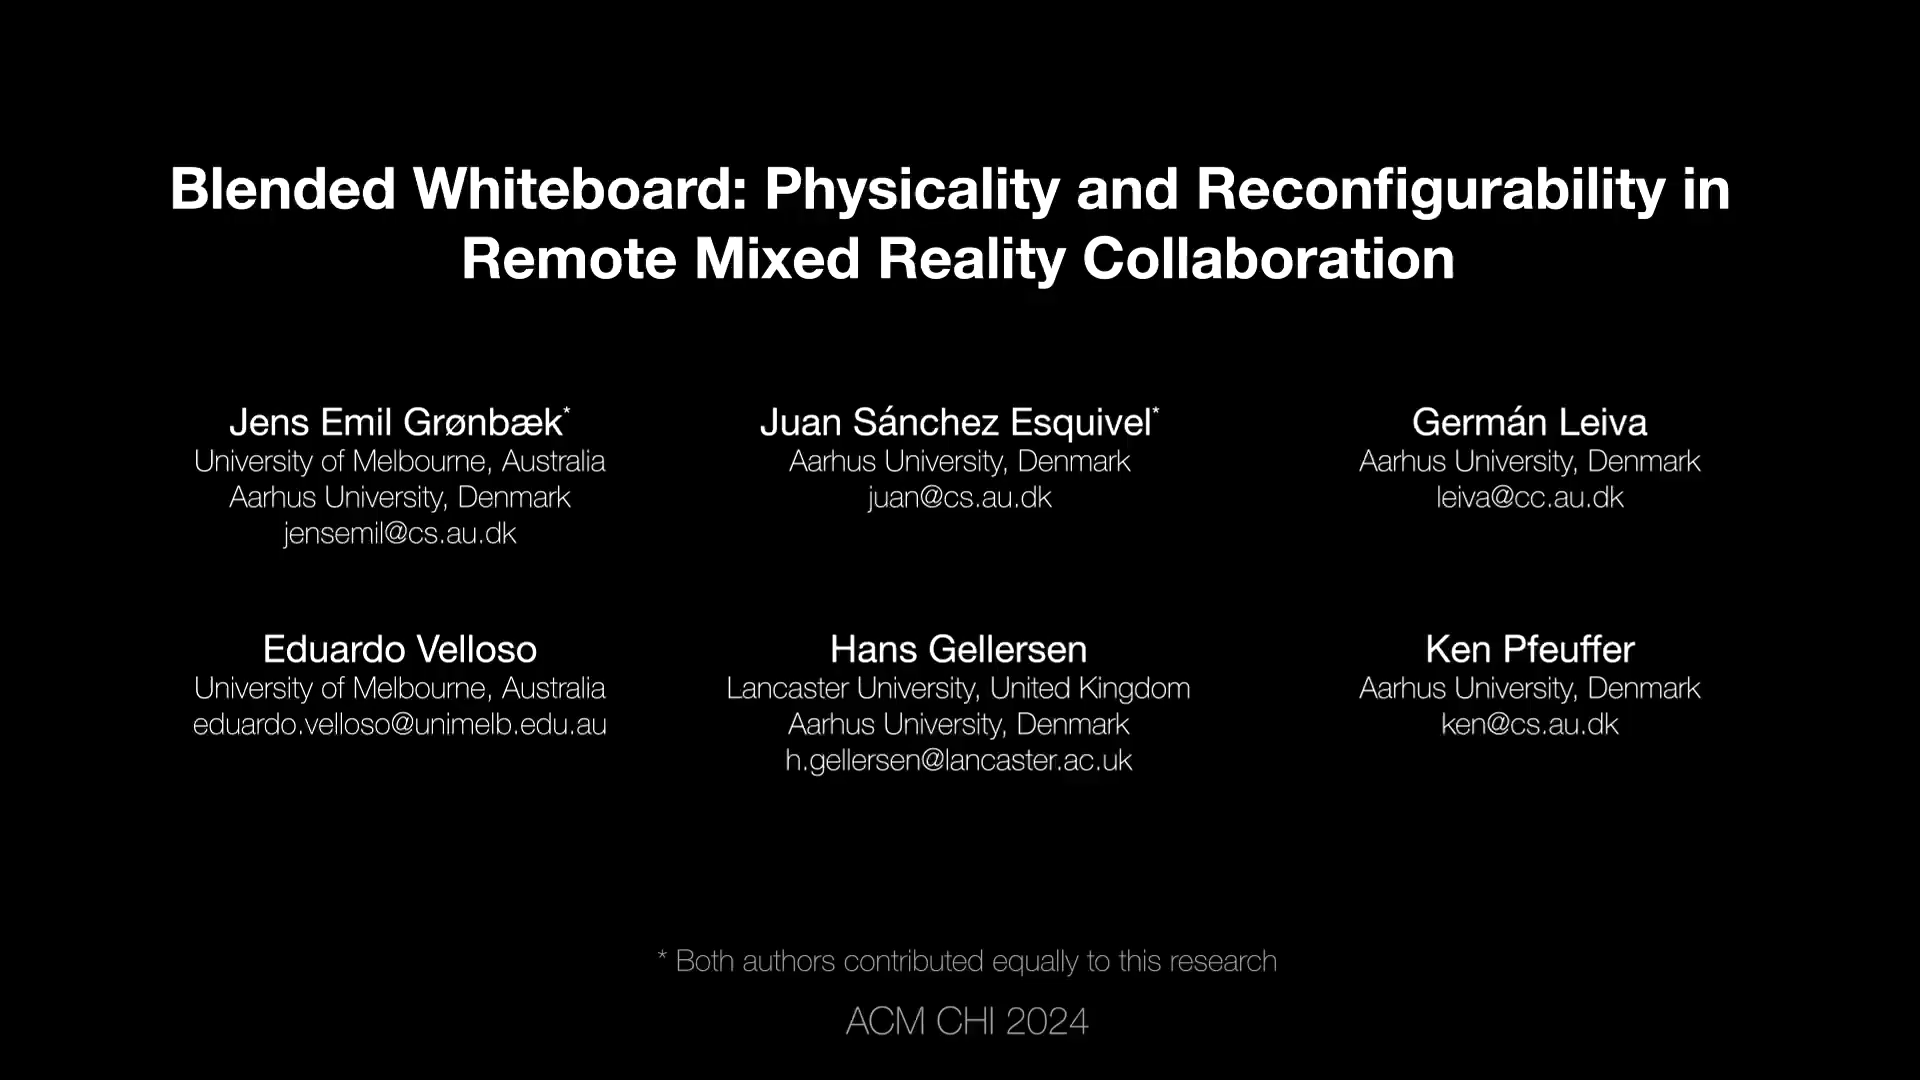 Blended Whiteboard: Physicality and Reconfigurability in
Remote Mixed Reality Collaboration
Jens Emil Grønbæk*
University of Melbourne, Australia
Aarhus University, Denmark
jensemil@cs.au.dk
Juan Sánchez Esquivel*
Aarhus University, Denmark
juan@cs.au.dk
Germán Leiva
Aarhus University, Denmark
leiva@cc.au.dk
Eduardo Velloso
University of Melbourne, Australia
eduardo.velloso@unimelb.edu.au
Hans Gellersen
Lancaster University, United Kingdom
Aarhus University, Denmark
h.gellersen@lancaster.ac.uk
Ken Pfeuffer
Aarhus University, Denmark
ken@cs.au.dk
* Both authors contributed equally to this research
ACM CHI 2024